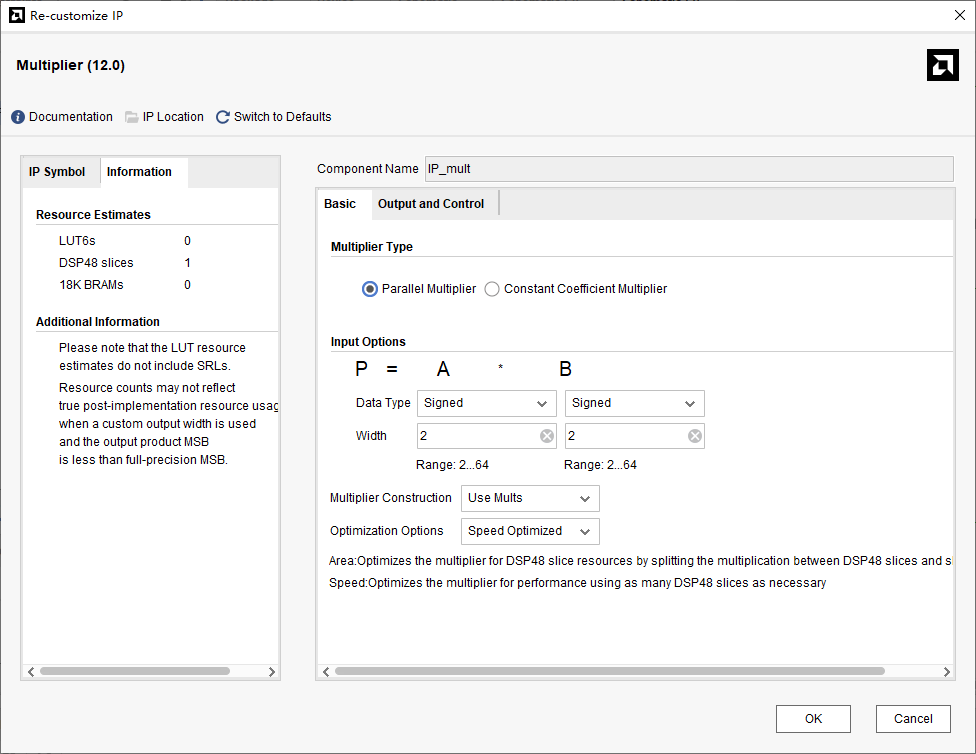 Re-customize IP
Multiplier (12.0)
Documentation IP Location Switch to Defaults
IP Symbol Information
Resource Estimates
LUT6s 0
DSP48 slices 1
18K BRAMs 0
Additional Information
Please note that the LUT resource
estimates do not include SRLs.
Resource counts may not reflect
true post-implementation resource usag
when a custom output width is used
and the output product MSB
is less than full-precision MSB.
Component Name IP_mult
Basic Output and Control
Multiplier Type
Parallel Multiplier Constant Coefficient Multiplier
Input Options
P = A * B
Data Type Signed Signed
Width 2 2
Range: 2...64 Range: 2...64
Multiplier Construction Use Mults
Optimization Options Speed Optimized
Area:Optimizes the multiplier for DSP48 slice resources by splitting the multiplication between DSP48 slices and sl
Speed:Optimizes the multiplier for performance using as many DSP48 slices as necessary
OK Cancel